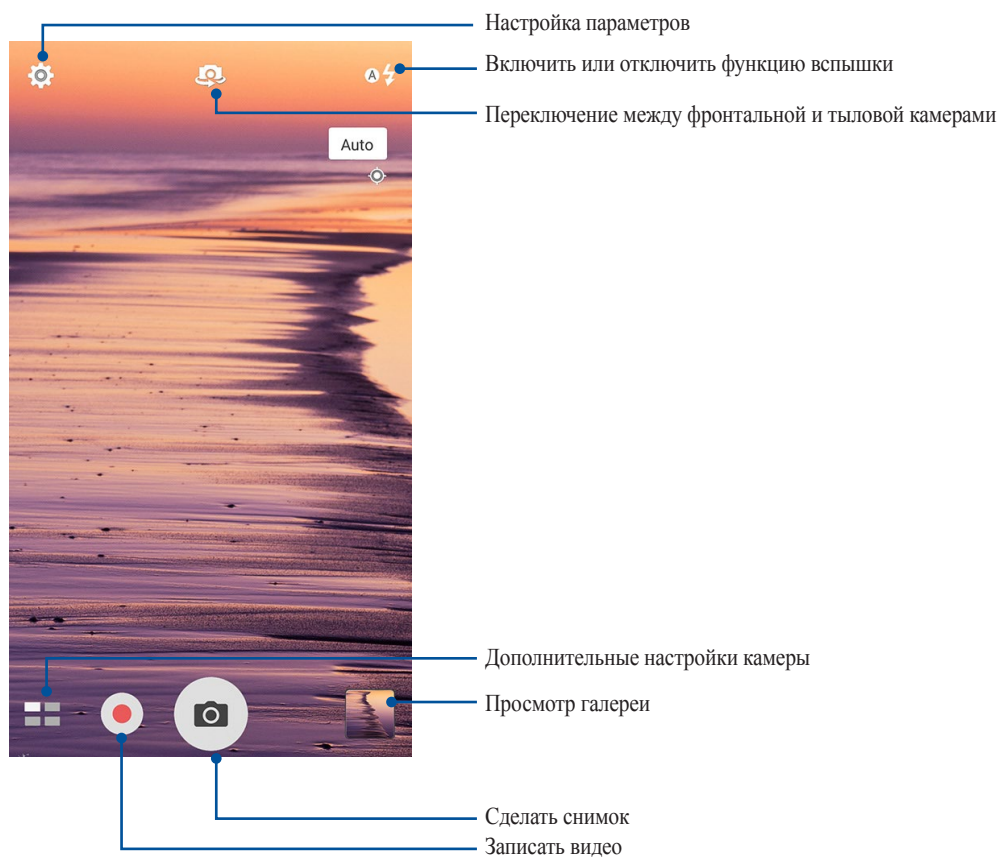 Настройка параметров
Включить или отключить функцию вспышки
A
Переключение между фронтальной и тыловой камерами
Auto
Дополнительные настройки камеры
Просмотр галереи
Сделать снимок
Записать видео